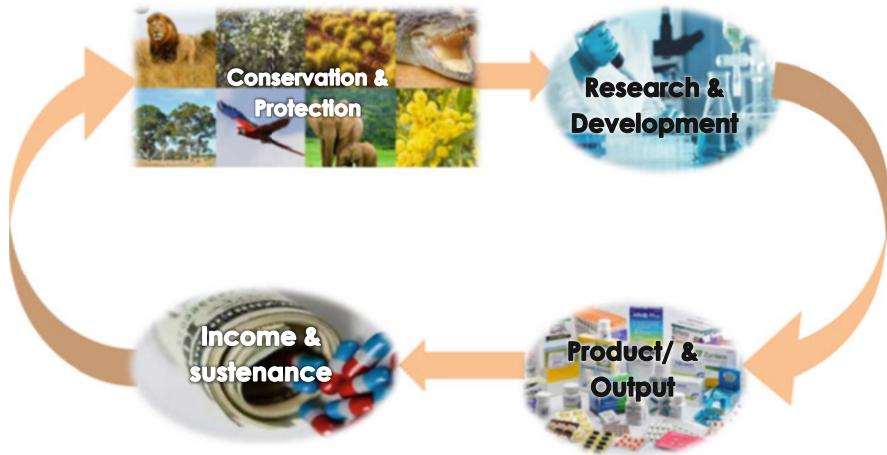 Conservation &
Protection
Research &
Development
Product/ &
Output
Income &
sustenance